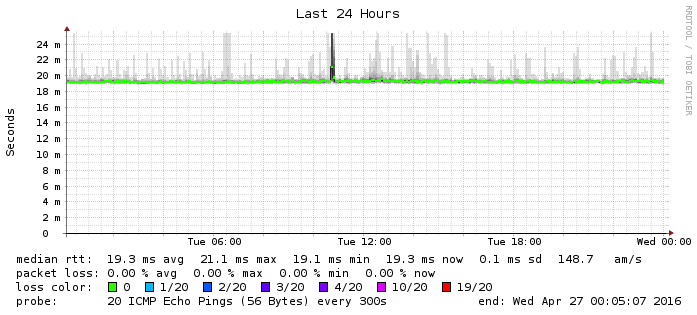 Last 24 Hours
RRDTOOL / TOBI OETIKER
Seconds
24 m
22 m
20 m
18 m
16 m
14 m
12 m
10 m
8 m
6 m
4 m
2 m
0
Tue 06:00 Tue 12:00 Tue 18:00 Wed 00:00
median rtt: 19.3 ms avg 21.1 ms max 19.1 ms min 19.3 ms now 0.1 ms sd 148.7 am/s
packet loss: 0.00 % avg 0.00 % max 0.00 % min 0.00 % now
loss color: 0 1/20 2/20 3/20 4/20 10/20 19/20
probe: 20 ICMP Echo Pings (56 Bytes) every 300s end: Wed Apr 27 00:05:07 2016